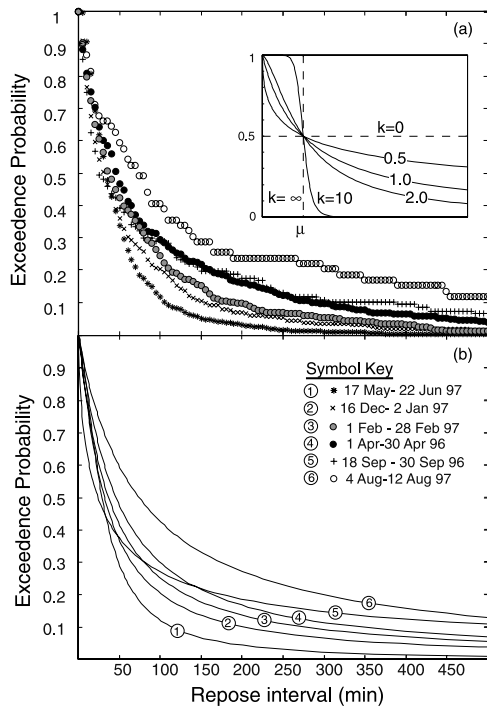 (a)
Exceedence Probability
1
0.9
0.8
0.7
0.6
0.5
0.4
0.3
0.2
0.1
1
0.5
0
k=0
0.5
1.0
2.0
k= ∞
k=10
μ
(b)
Exceedence Probability
0.9
0.8
0.7
0.6
0.5
0.4
0.3
0.2
0.1
Symbol Key
1 * 17 May- 22 Jun 97
2 × 16 Dec- 2 Jan 97
3 1 Feb - 28 Feb 97
4 1 Apr-30 Apr 96
5 + 18 Sep - 30 Sep 96
6 4 Aug-12 Aug 97
1
2
3
4
5
6
50 100 150 200 250 300 350 400 450
Repose interval (min)